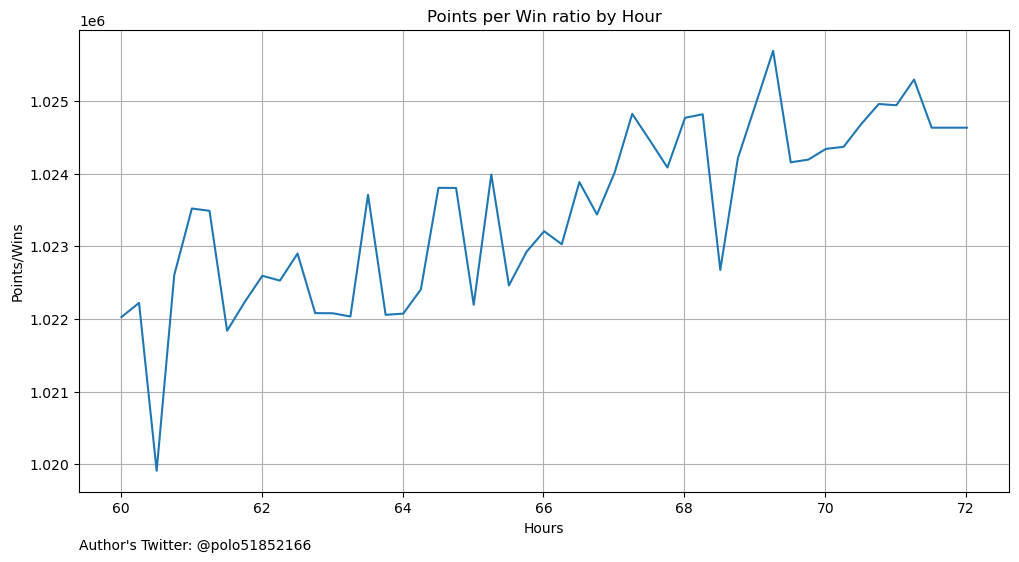 Points per Win ratio by Hour
1e6
1.025
1.024
1.023
1.022
1.021
1.020
Points/Wins
60 62 64 66 68 70 72
Hours
Author's Twitter: @polo51852166